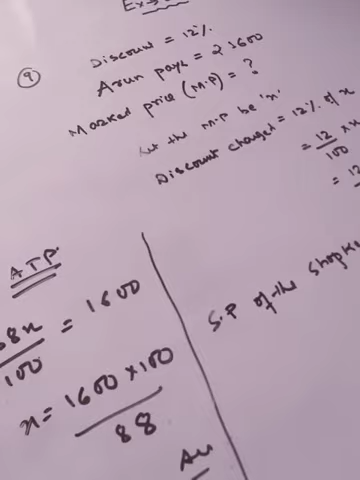 Discount = 12%
(9) Arun pays = ₹ 1600
Marked price (M.P) = ?
Let the M.P be 'x'
Discount charged = 12% of x
= 12/100 × x
= 12
ATP
88x/100 = 1600
x = 1600 × 100 / 88
S.P of the